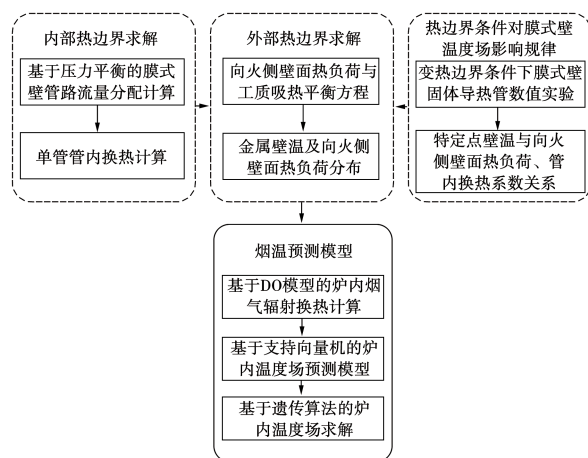 内部热边界求解
基于压力平衡的膜式
壁管路流量分配计算
单管管内换热计算
外部热边界求解
向火侧壁面热负荷与
工质吸热平衡方程
金属壁温及向火侧
壁面热负荷分布
热边界条件对膜式壁
温度场影响规律
变热边界条件下膜式壁
固体导热管数值实验
特定点壁温与向火
侧壁面热负荷、管
内换热系数关系
烟温预测模型
基于DO模型的炉内烟
气辐射换热计算
基于支持向量机的炉
内温度场预测模型
基于遗传算法的炉
内温度场求解